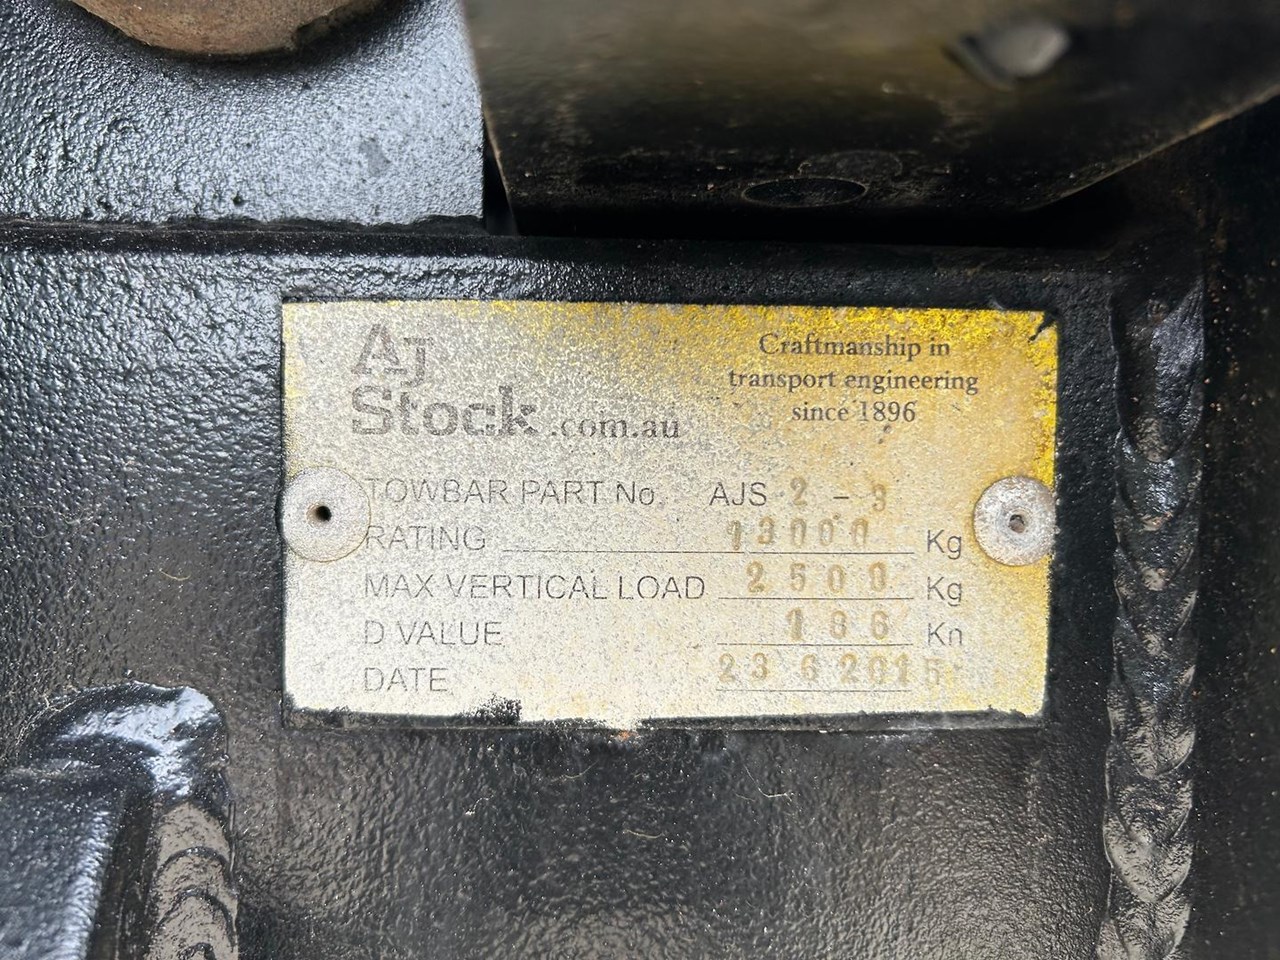 AJ
Stock.com.au
Craftmanship in
transport engineering
since 1896
TOWBAR PART No AJS 2 - 3
RATING 13000 Kg
MAX VERTICAL LOAD 2500 Kg
D VALUE 186 Kn
DATE 23 6 2015